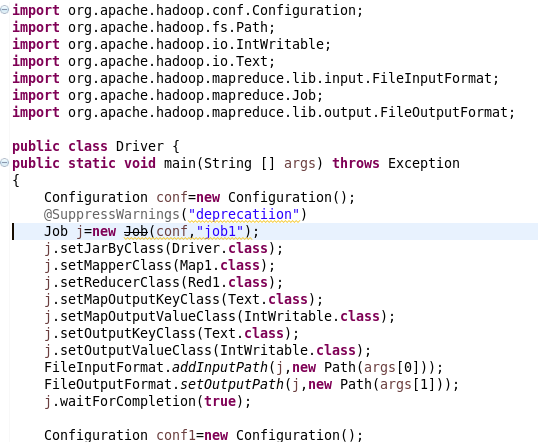 import org.apache.hadoop.conf.Configuration;
import org.apache.hadoop.fs.Path;
import org.apache.hadoop.io.IntWritable;
import org.apache.hadoop.io.Text;
import org.apache.hadoop.mapreduce.lib.input.FileInputFormat;
import org.apache.hadoop.mapreduce.Job;
import org.apache.hadoop.mapreduce.lib.output.FileOutputFormat;

public class Driver {
public static void main(String [] args) throws Exception
{
    Configuration conf=new Configuration();
    @SuppressWarnings("deprecatiion")
    Job j=new Job(conf,"job1");
    j.setJarByClass(Driver.class);
    j.setMapperClass(Map1.class);
    j.setReducerClass(Red1.class);
    j.setMapOutputKeyClass(Text.class);
    j.setMapOutputValueClass(IntWritable.class);
    j.setOutputKeyClass(Text.class);
    j.setOutputValueClass(IntWritable.class);
    FileInputFormat.addInputPath(j,new Path(args[0]));
    FileOutputFormat.setOutputPath(j,new Path(args[1]));
    j.waitForCompletion(true);

    Configuration conf1=new Configuration();